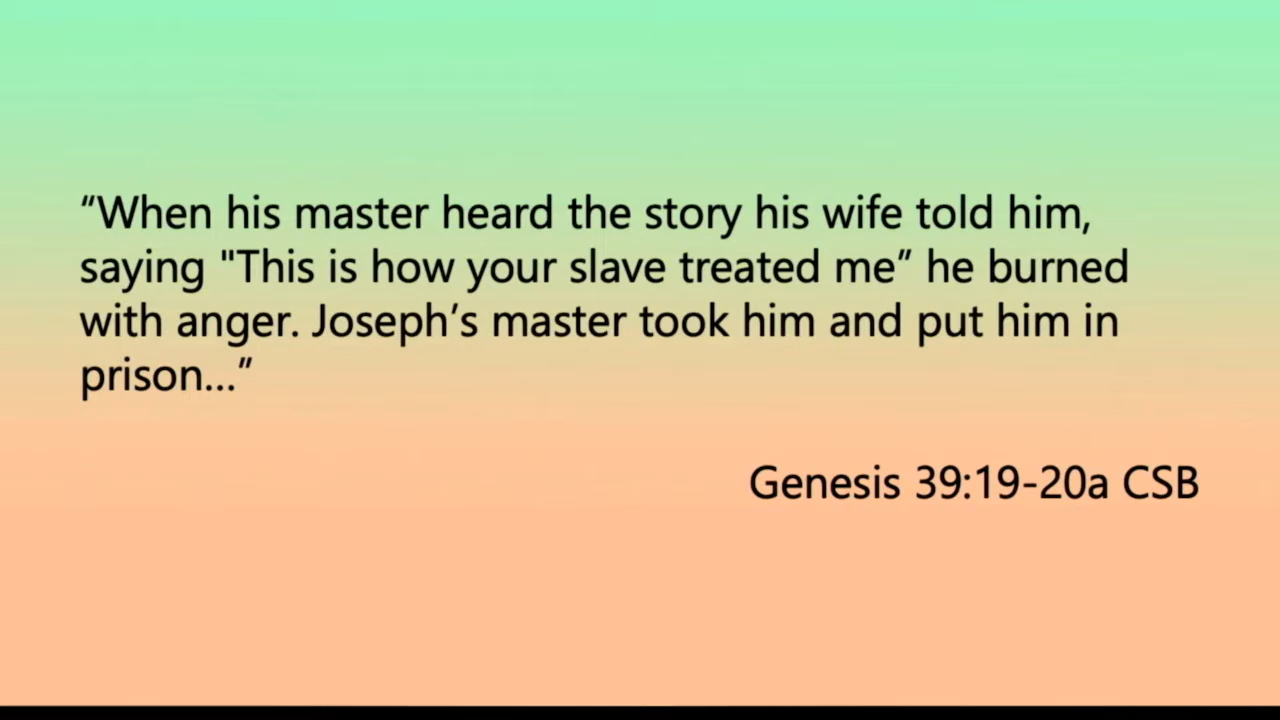 “When his master heard the story his wife told him,
saying "This is how your slave treated me” he burned
with anger. Joseph’s master took him and put him in
prison...”
Genesis 39:19-20a CSB